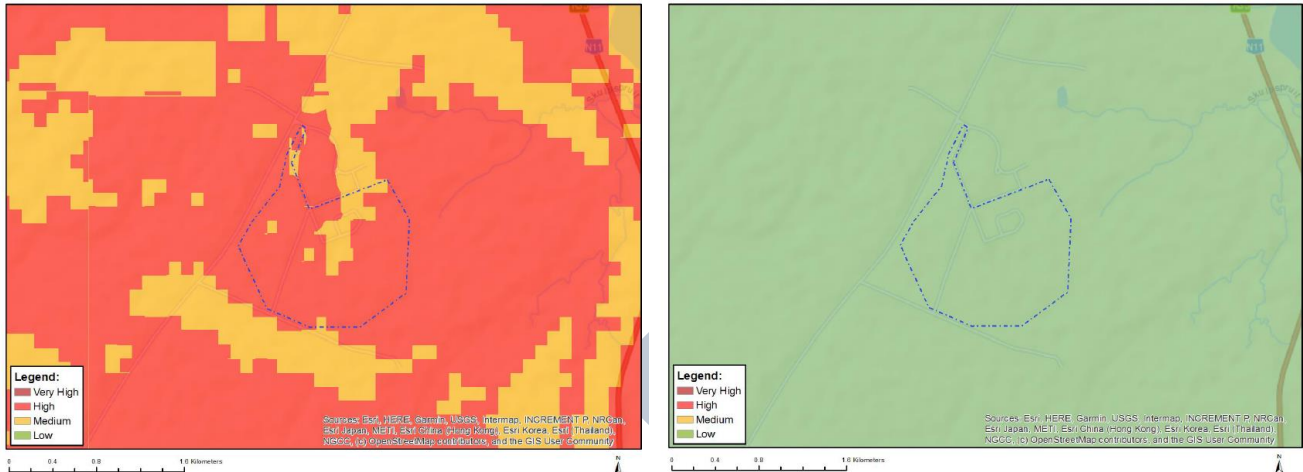 N11
Legend:
Very High
High
Medium
Low
Sources: Esri, HERE, Garmin, USGS, Intermap, INCREMENT P, NRCan,
Esri Japan, METI, Esri China (Hong Kong), Esri Korea, Esri (Thailand),
NGCC, (c) OpenStreetMap contributors, and the GIS User Community
0 0.4 0.8 1.6 Kilometers
N
N11
Legend:
Very High
High
Medium
Low
Sources: Esri, HERE, Garmin, USGS, Intermap, INCREMENT P, NRCan,
Esri Japan, METI, Esri China (Hong Kong), Esri Korea, Esri (Thailand),
NGCC, (c) OpenStreetMap contributors, and the GIS User Community
0 0.4 0.8 1.6 Kilometers
N